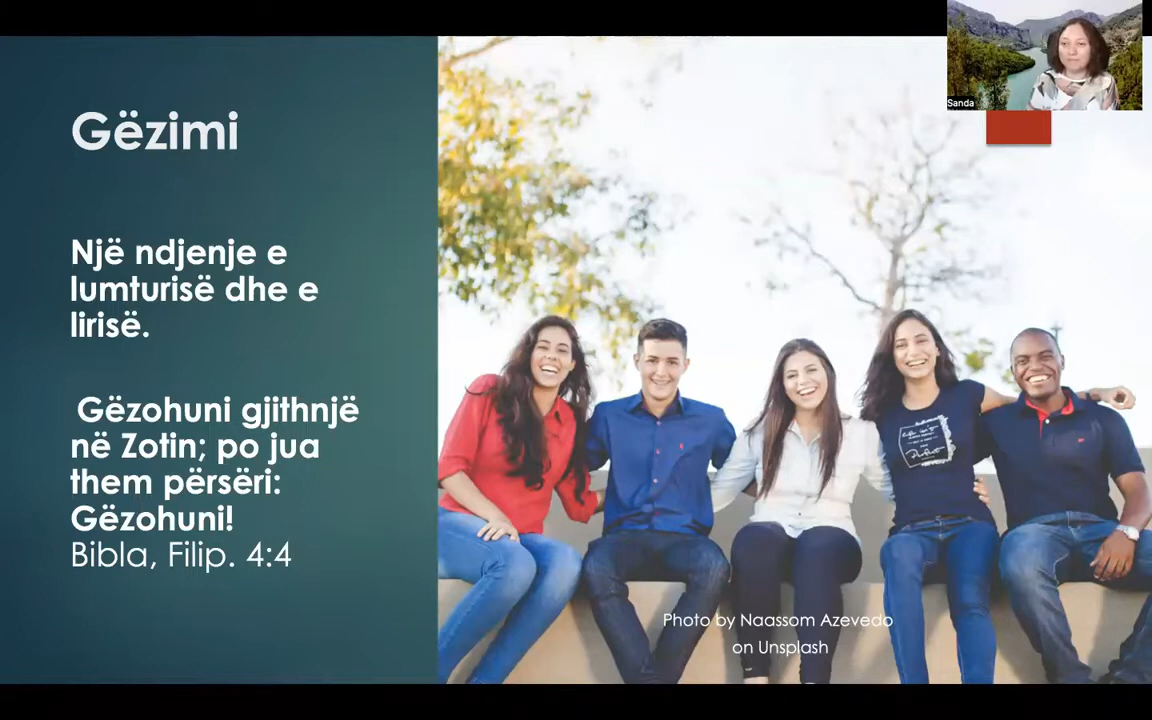 Sanda
Gëzimi
Një ndjenje e
lumturisë dhe e
lirisë.
Gëzohuni gjithnjë
në Zotin; po jua
them përsëri:
Gëzohuni!
Bibla, Filip. 4:4
Photo by Naassom Azevedo
on Unsplash